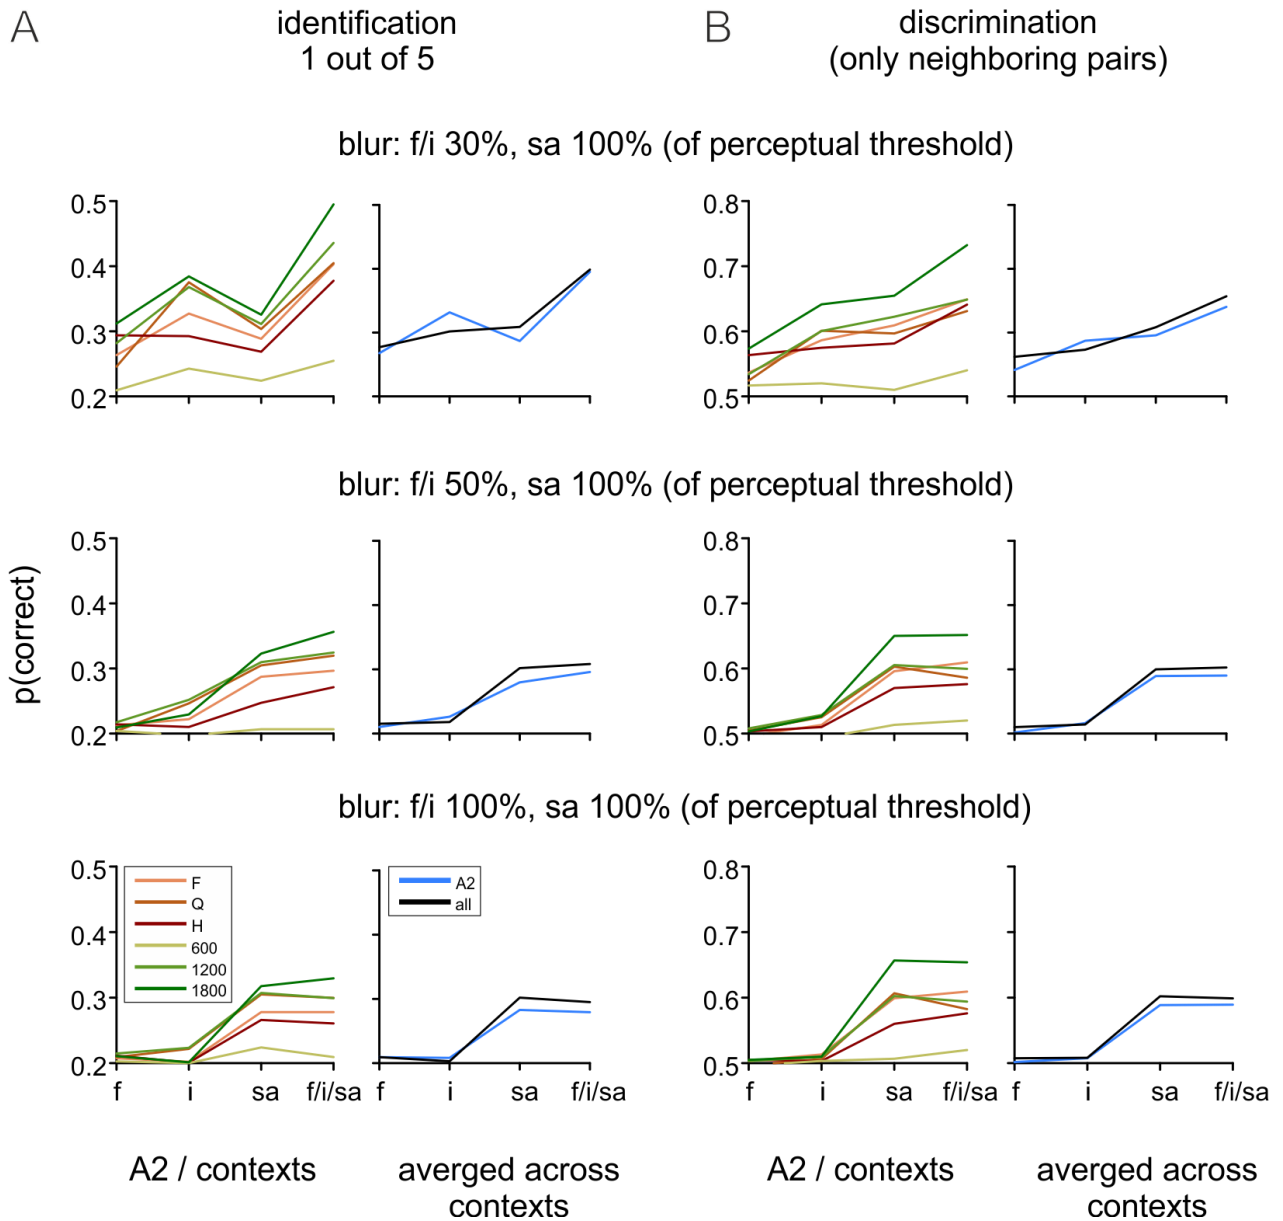 A
identification
1 out of 5
B
discrimination
(only neighboring pairs)
blur: f/i 30%, sa 100% (of perceptual threshold)
0.5
0.4
0.3
0.2
0.8
0.7
0.6
0.5
blur: f/i 50%, sa 100% (of perceptual threshold)
p(correct)
0.5
0.4
0.3
0.2
0.8
0.7
0.6
0.5
blur: f/i 100%, sa 100% (of perceptual threshold)
0.5
0.4
0.3
0.2
F
Q
H
600
1200
1800
A2
all
0.8
0.7
0.6
0.5
f i sa f/i/sa
f i sa f/i/sa
f i sa f/i/sa
f i sa f/i/sa
A2 / contexts
averged across
contexts
A2 / contexts
averged across
contexts